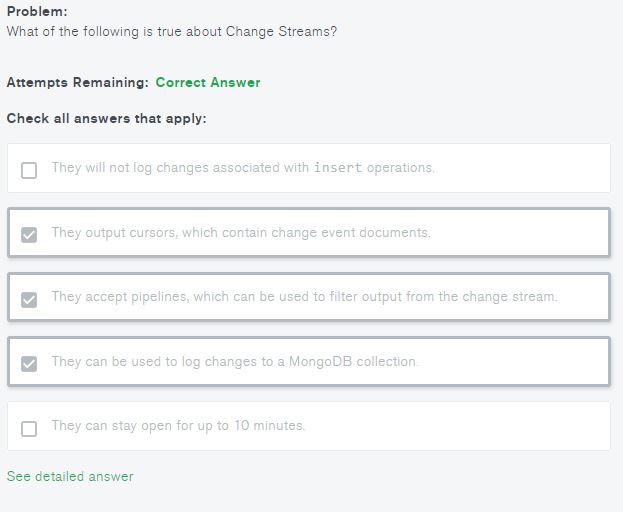 Problem:
What of the following is true about Change Streams?
Attempts Remaining: Correct Answer
Check all answers that apply:
They will not log changes associated with insert operations.
They output cursors, which contain change event documents.
They accept pipelines, which can be used to filter output from the change stream.
They can be used to log changes to a MongoDB collection.
They can stay open for up to 10 minutes.
See detailed answer